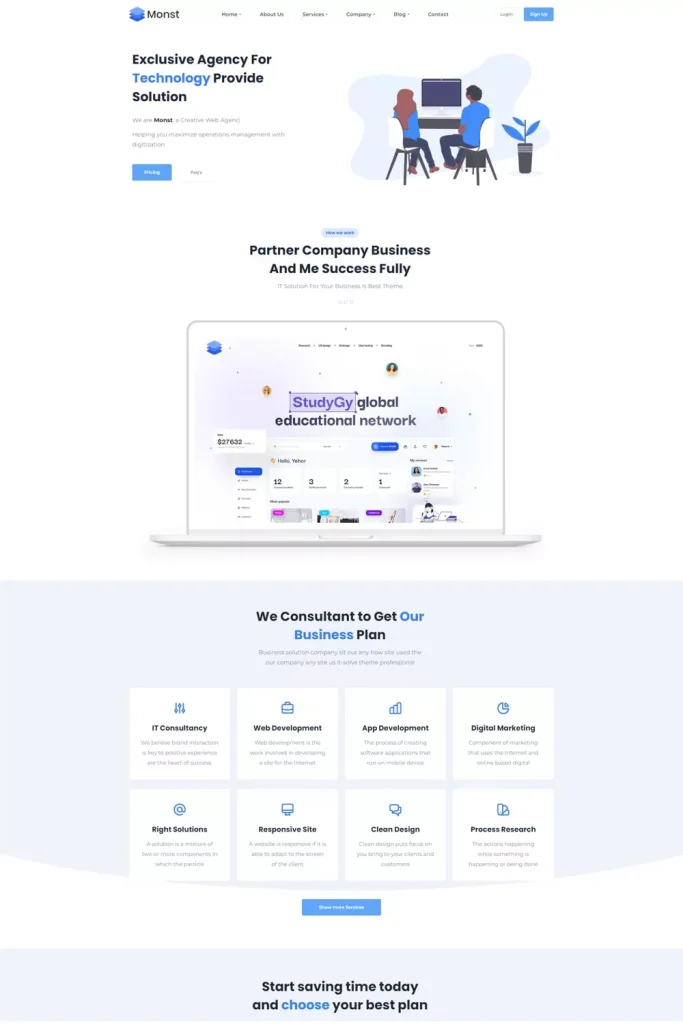 Monst
Home
About Us
Services
Company
Blog
Contact
Login
Sign Up
Exclusive Agency For
Technology Provide
Solution
We are Monst, a Creative Web Agenc
Helping you maximize operations management with
digitization
Pricing
Faq's
How we work
Partner Company Business
And Me Success Fully
IT Solution For Your Business Is Best Theme
StudyGy global
educational network
$27632
Hello, Yahor
My reviews
12
3
2
1
Most popular
We Consultant to Get Our
Business Plan
Business solution company sit our any how site used the
our company any site us it-solve theme professional
IT Consultancy
We believe brand interaction
is key to positive experience
are the heart of success
Web Development
Web development is the
work involved in developing
a site for the Internet
App Development
The process of creating
software applications that
run on mobile device
Digital Marketing
Component of marketing
that uses the Internet and
online based digital
Right Solutions
A solution is a mixture of
two or more components in
which the particle
Responsive Site
A website is responsive if it is
able to adapt to the screen
of the client.
Clean Design
Clean design puts focus on
you bring to your clients and
customers
Process Research
The actions happening
while something is
happening or being done
Show more Services
Start saving time today
and choose your best plan